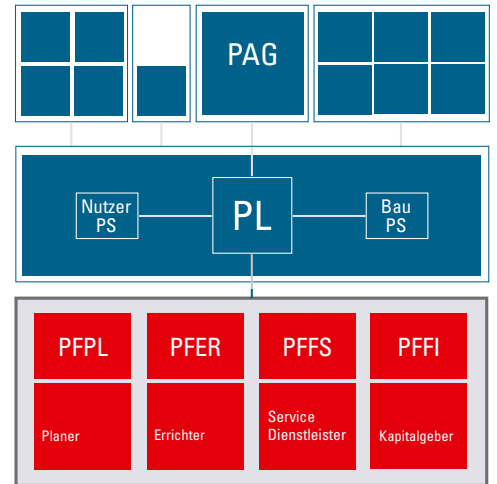 PAG
Nutzer
PS
PL
Bau
PS
PFPL
PFER
PFFS
PFFI
Planer
Errichter
Service
Dienstleister
Kapitalgeber